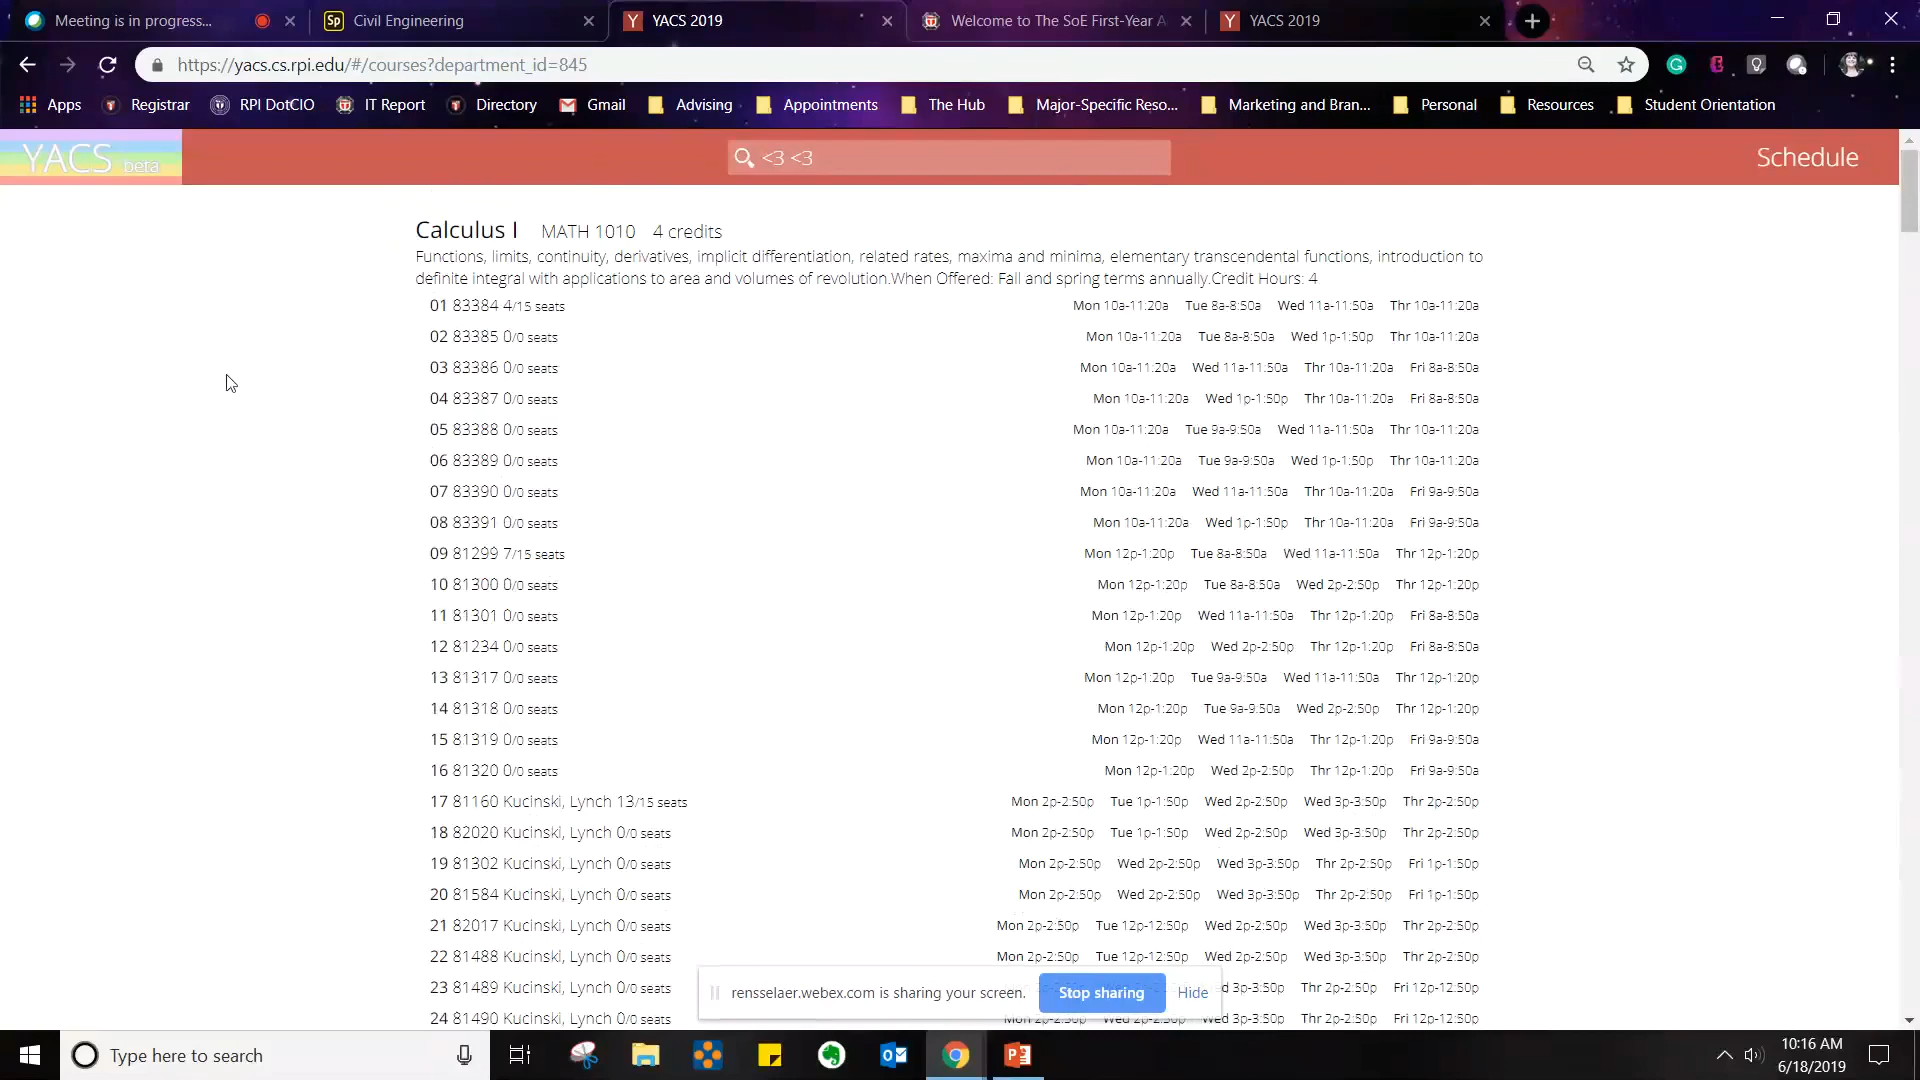 Meeting is in progress...
Civil Engineering
YACS 2019
Welcome to The SoE First-Year A
YACS 2019
https://yacs.cs.rpi.edu/#/courses?department_id=845
Apps Registrar RPI DotCIO IT Report Directory Gmail Advising Appointments The Hub Major-Specific Reso... Marketing and Bran... Personal Resources Student Orientation
YACS beta <3 <3 Schedule
Calculus I MATH 1010 4 credits
Functions, limits, continuity, derivatives, implicit differentiation, related rates, maxima and minima, elementary transcendental functions, introduction to
definite integral with applications to area and volumes of revolution.When Offered: Fall and spring terms annually.Credit Hours: 4
01 83384 4/15 seats Mon 10a-11:20a Tue 8a-8:50a Wed 11a-11:50a Thr 10a-11:20a
02 83385 0/0 seats Mon 10a-11:20a Tue 8a-8:50a Wed 1p-1:50p Thr 10a-11:20a
03 83386 0/0 seats Mon 10a-11:20a Wed 11a-11:50a Thr 10a-11:20a Fri 8a-8:50a
04 83387 0/0 seats Mon 10a-11:20a Wed 1p-1:50p Thr 10a-11:20a Fri 8a-8:50a
05 83388 0/0 seats Mon 10a-11:20a Tue 9a-9:50a Wed 11a-11:50a Thr 10a-11:20a
06 83389 0/0 seats Mon 10a-11:20a Tue 9a-9:50a Wed 1p-1:50p Thr 10a-11:20a
07 83390 0/0 seats Mon 10a-11:20a Wed 11a-11:50a Thr 10a-11:20a Fri 9a-9:50a
08 83391 0/0 seats Mon 10a-11:20a Wed 1p-1:50p Thr 10a-11:20a Fri 9a-9:50a
09 81299 7/15 seats Mon 12p-1:20p Tue 8a-8:50a Wed 11a-11:50a Thr 12p-1:20p
10 81300 0/0 seats Mon 12p-1:20p Tue 8a-8:50a Wed 2p-2:50p Thr 12p-1:20p
11 81301 0/0 seats Mon 12p-1:20p Wed 11a-11:50a Thr 12p-1:20p Fri 8a-8:50a
12 81234 0/0 seats Mon 12p-1:20p Wed 2p-2:50p Thr 12p-1:20p Fri 8a-8:50a
13 81317 0/0 seats Mon 12p-1:20p Tue 9a-9:50a Wed 11a-11:50a Thr 12p-1:20p
14 81318 0/0 seats Mon 12p-1:20p Tue 9a-9:50a Wed 2p-2:50p Thr 12p-1:20p
15 81319 0/0 seats Mon 12p-1:20p Wed 11a-11:50a Thr 12p-1:20p Fri 9a-9:50a
16 81320 0/0 seats Mon 12p-1:20p Wed 2p-2:50p Thr 12p-1:20p Fri 9a-9:50a
17 81160 Kucinski, Lynch 13/15 seats Mon 2p-2:50p Tue 1p-1:50p Wed 2p-2:50p Wed 3p-3:50p Thr 2p-2:50p
18 82020 Kucinski, Lynch 0/0 seats Mon 2p-2:50p Tue 1p-1:50p Wed 2p-2:50p Wed 3p-3:50p Thr 2p-2:50p
19 81302 Kucinski, Lynch 0/0 seats Mon 2p-2:50p Wed 2p-2:50p Wed 3p-3:50p Thr 2p-2:50p Fri 1p-1:50p
20 81584 Kucinski, Lynch 0/0 seats Mon 2p-2:50p Wed 2p-2:50p Wed 3p-3:50p Thr 2p-2:50p Fri 1p-1:50p
21 82017 Kucinski, Lynch 0/0 seats Mon 2p-2:50p Tue 12p-12:50p Wed 2p-2:50p Wed 3p-3:50p Thr 2p-2:50p
22 81488 Kucinski, Lynch 0/0 seats Mon 2p-2:50p Tue 12p-12:50p Wed 2p-2:50p Wed 3p-3:50p Thr 2p-2:50p
23 81489 Kucinski, Lynch 0/0 seats d 3p-3:50p Thr 2p-2:50p Fri 12p-12:50p
rensselaer.webex.com is sharing your screen. Stop sharing Hide
24 81490 Kucinski, Lynch 0/0 seats Mon 2p-2:50p Wed 2p-2:50p Wed 3p-3:50p Thr 2p-2:50p Fri 12p-12:50p
Type here to search
10:16 AM
6/18/2019